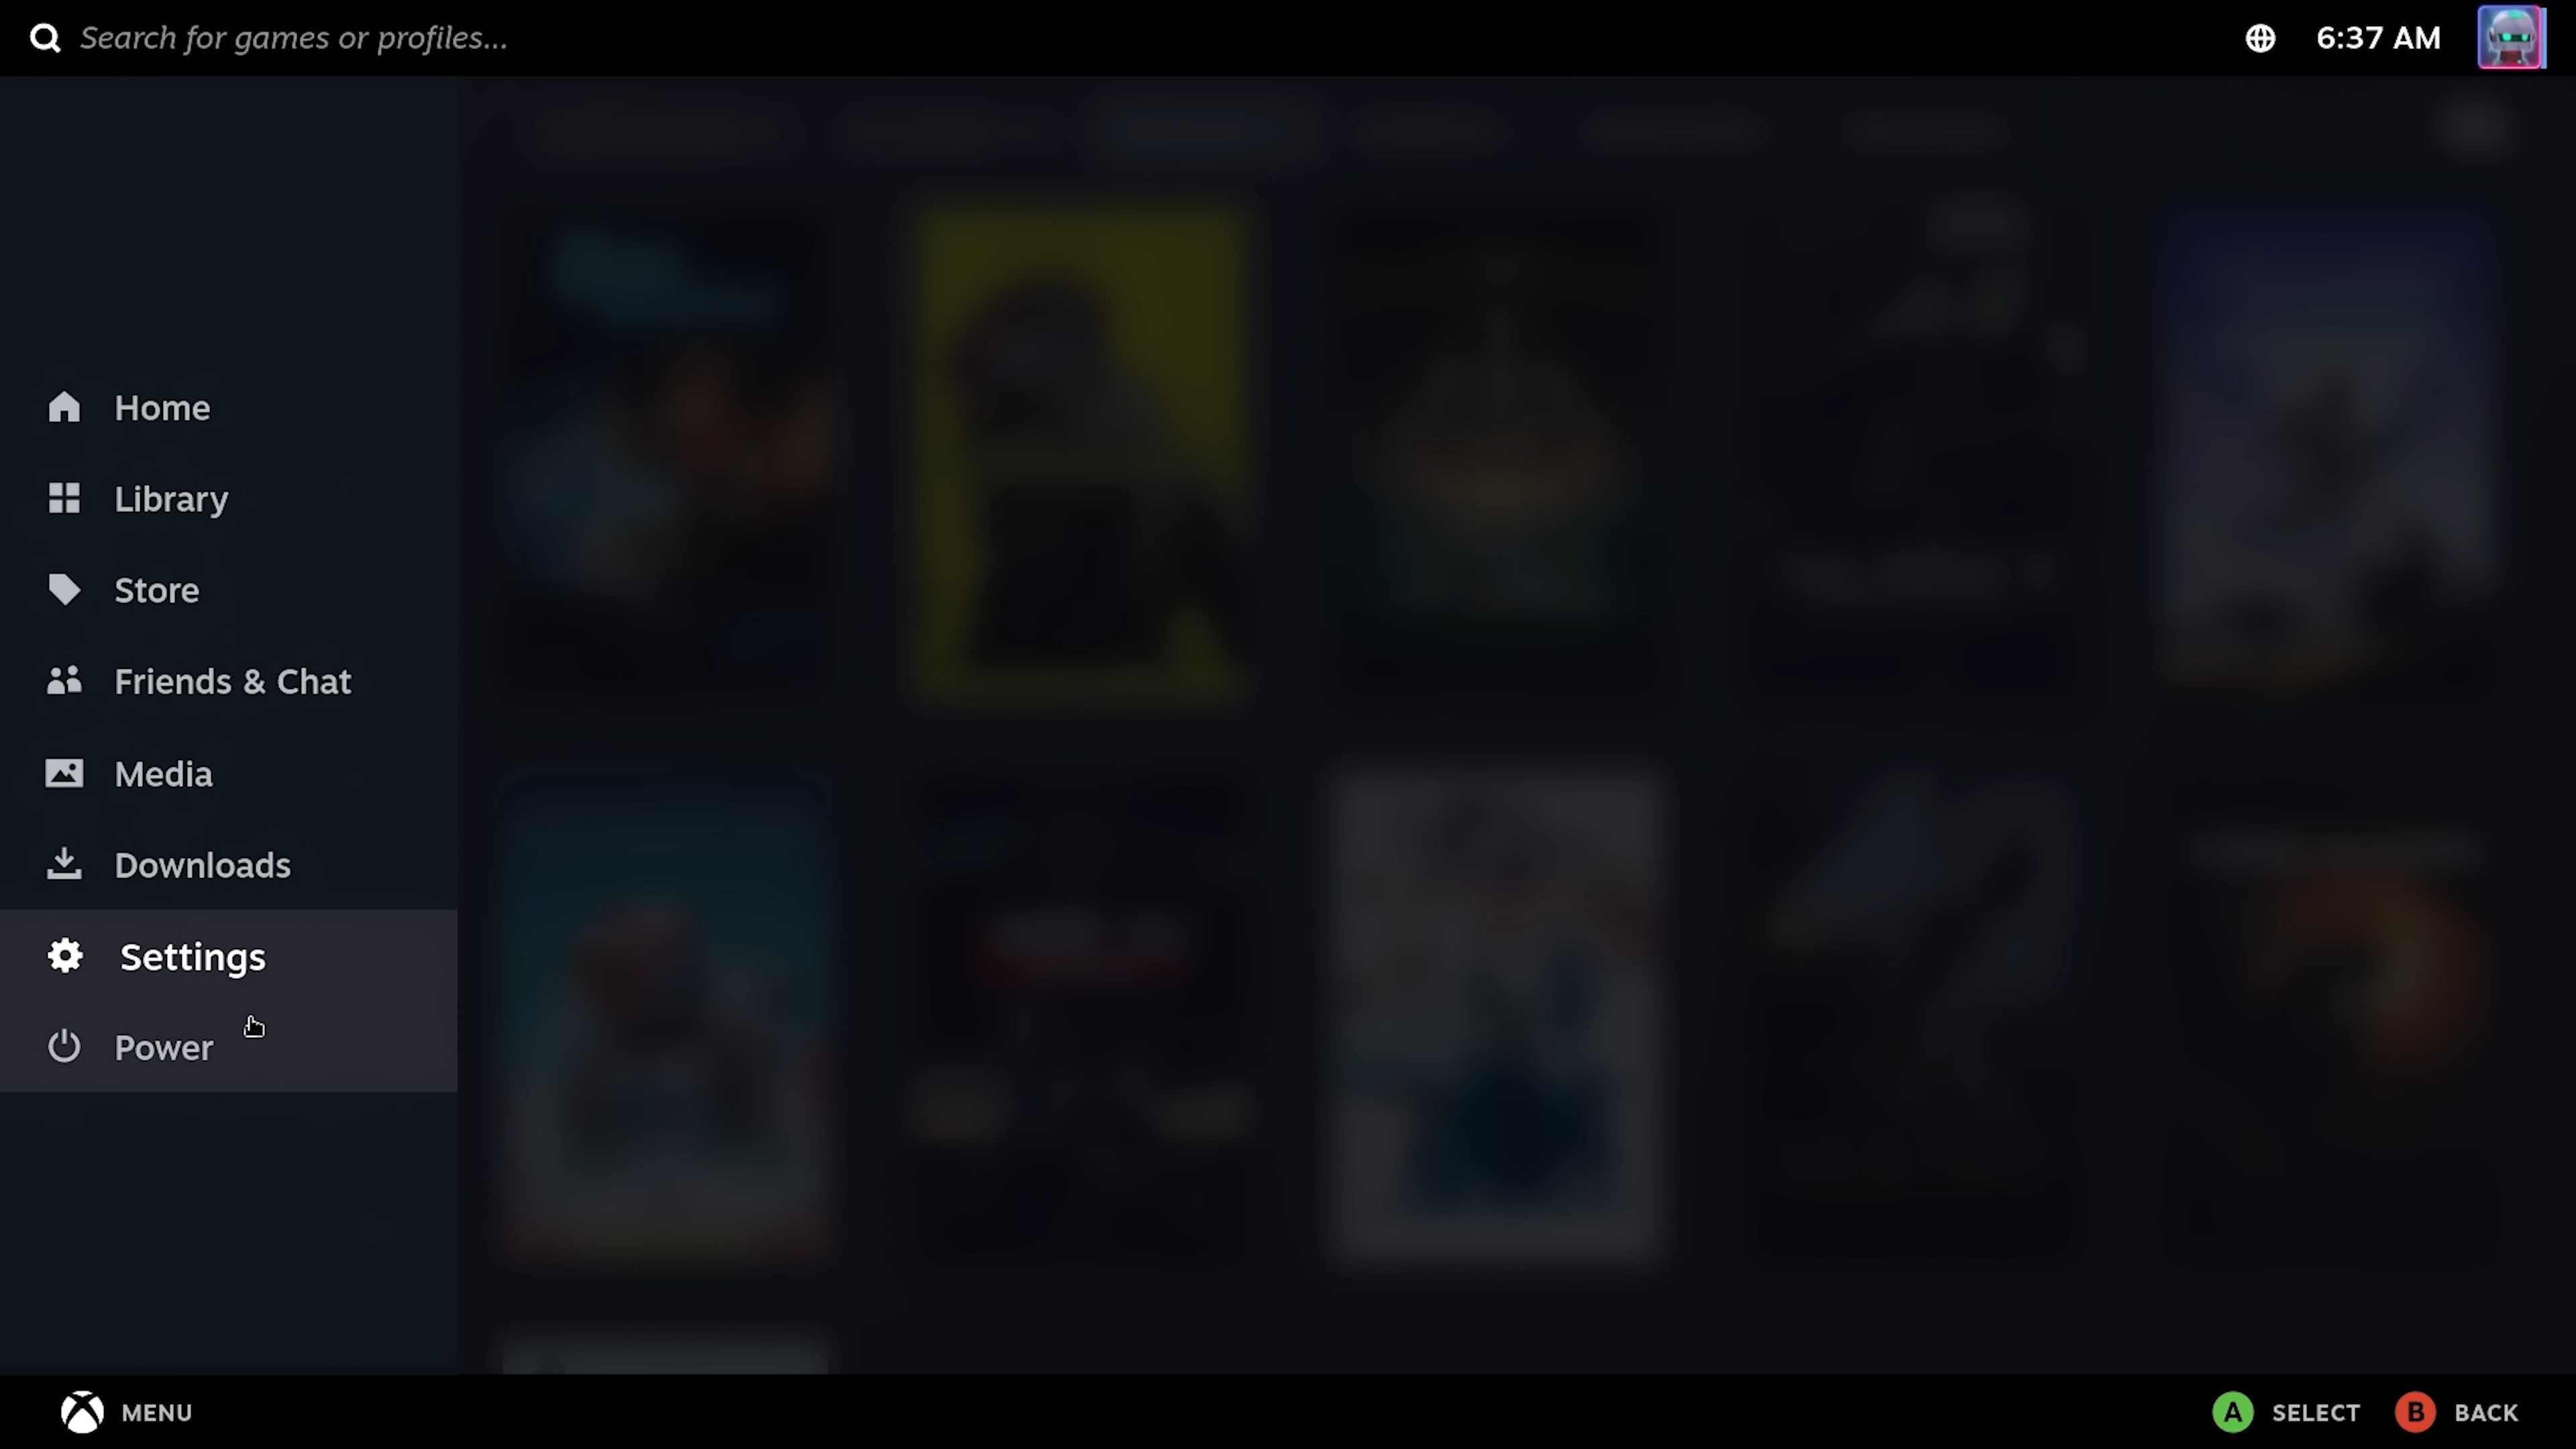 Search for games or profiles...
6:37 AM
Home
Library
Store
Friends & Chat
Media
Downloads
Settings
Power
MENU
A SELECT B BACK